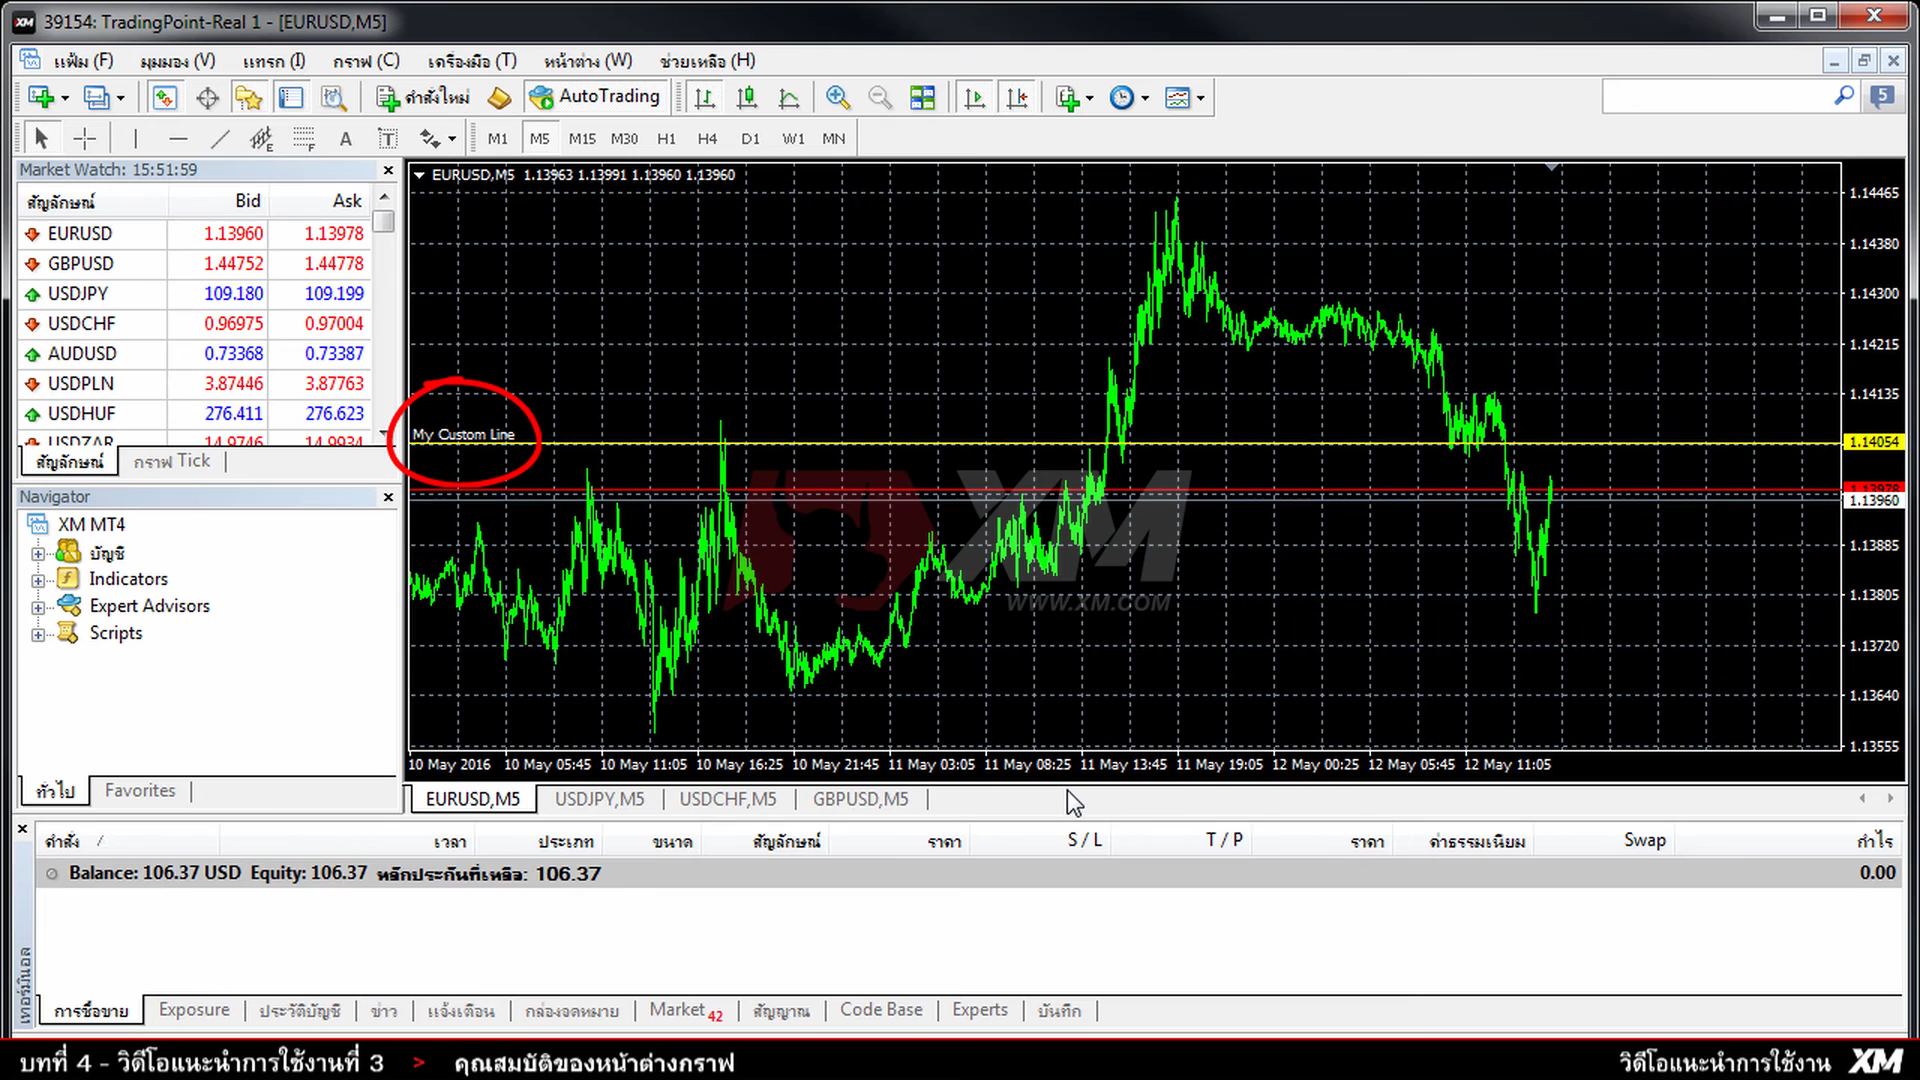 XM 39154: TradingPoint-Real 1 - [EURUSD,M5]
แฟ้ม (F) มุมมอง (V) แทรก (I) กราฟ (C) เครื่องมือ (T) หน้าต่าง (W) ช่วยเหลือ (H)
คำสั่งใหม่ AutoTrading 5
E F A T M1 M5 M15 M30 H1 H4 D1 W1 MN
Market Watch: 15:51:59
สัญลักษณ์ Bid Ask
EURUSD 1.13960 1.13978
GBPUSD 1.44752 1.44778
USDJPY 109.180 109.199
USDCHF 0.96975 0.97004
AUDUSD 0.73368 0.73387
USDPLN 3.87446 3.87763
USDHUF 276.411 276.623
USDZAR 14.9746 14.9934
สัญลักษณ์ กราฟ Tick
Navigator
XM MT4
บัญชี
Indicators
Expert Advisors
Scripts
ทั่วไป Favorites
EURUSD,M5 1.13963 1.13991 1.13960 1.13960
My Custom Line
XM
WWW.XM.COM
1.14465
1.14380
1.14300
1.14215
1.14135
1.14054
1.13978
1.13960
1.13885
1.13805
1.13720
1.13640
1.13555
10 May 2016 10 May 05:45 10 May 11:05 10 May 16:25 10 May 21:45 11 May 03:05 11 May 08:25 11 May 13:45 11 May 19:05 12 May 00:25 12 May 05:45 12 May 11:05
EURUSD,M5 USDJPY,M5 USDCHF,M5 GBPUSD,M5
คำสั่ง / เวลา ประเภท ขนาด สัญลักษณ์ ราคา S / L T / P ราคา ค่าธรรมเนียม Swap กำไร
Balance: 106.37 USD Equity: 106.37 หลักประกันที่เหลือ: 106.37 0.00
เทอร์มินอล
การซื้อขาย Exposure ประวัติบัญชี ข่าว แจ้งเตือน กล่องจดหมาย Market 42 สัญญาณ Code Base Experts บันทึก
บทที่ 4 - วิดีโอแนะนำการใช้งานที่ 3 > คุณสมบัติของหน้าต่างกราฟ วิดีโอแนะนำการใช้งาน XM